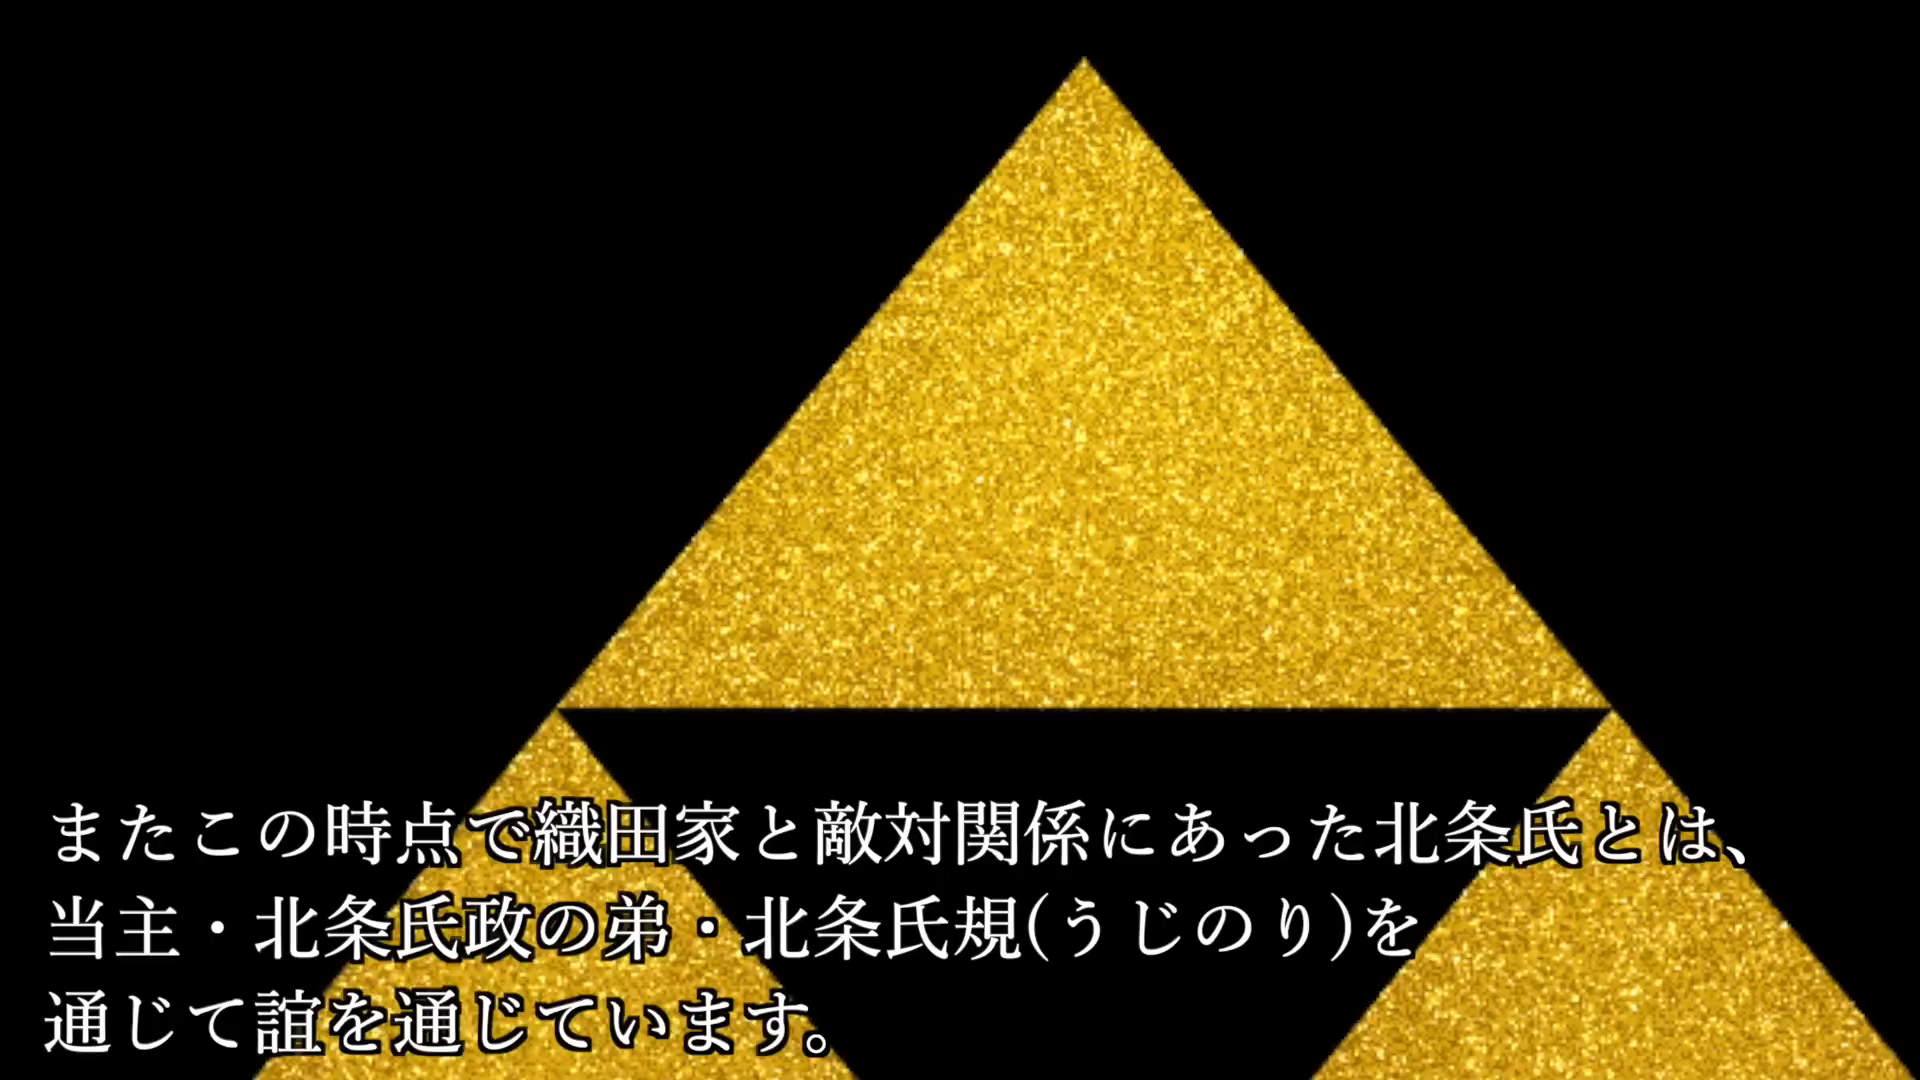 またこの時点で織田家と敵対関係にあった北条氏とは、
当主・北条氏政の弟・北条氏規(うじのり)を
通じて誼を通じています。